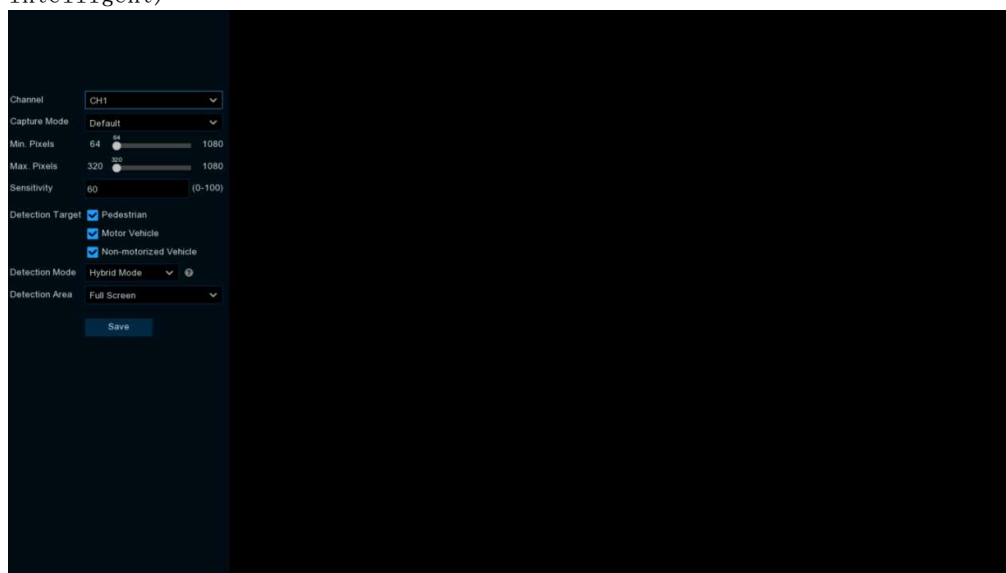 Intelligent)
Channel CH1
Capture Mode Default
64
Min. Pixels 64 1080
320
Max. Pixels 320 1080
Sensitivity 60 (0-100)
Detection Target Pedestrian
Motor Vehicle
Non-motorized Vehicle
Detection Mode Hybrid Mode ?
Detection Area Full Screen
Save